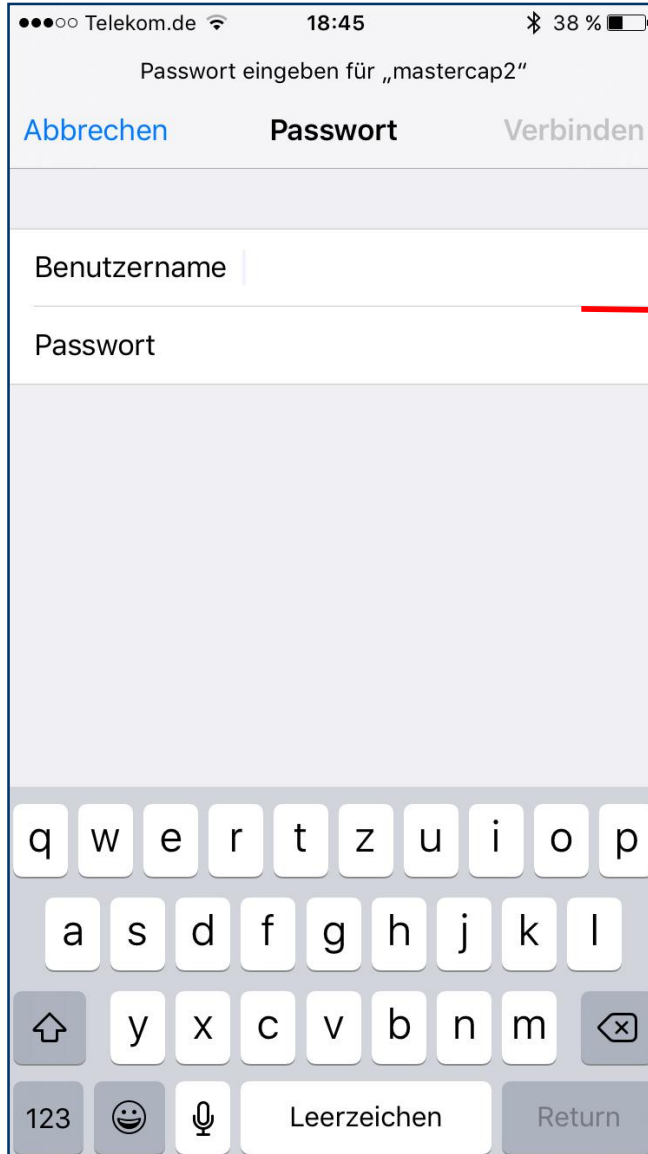 Telekom.de 18:45 38 %
Passwort eingeben für „mastercap2“
Abbrechen Passwort Verbinden
Benutzername
Passwort
q w e r t z u i o p
a s d f g h j k l
y x c v b n m
123 Leerzeichen Return